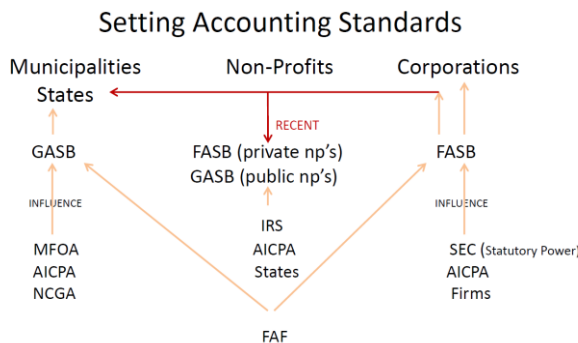 Setting Accounting Standards
Municipalities
States
Non-Profits
Corporations
RECENT
GASB
FASB (private np's)
GASB (public np's)
FASB
INFLUENCE
INFLUENCE
MFOA
AICPA
NCGA
IRS
AICPA
States
SEC (Statutory Power)
AICPA
Firms
FAF